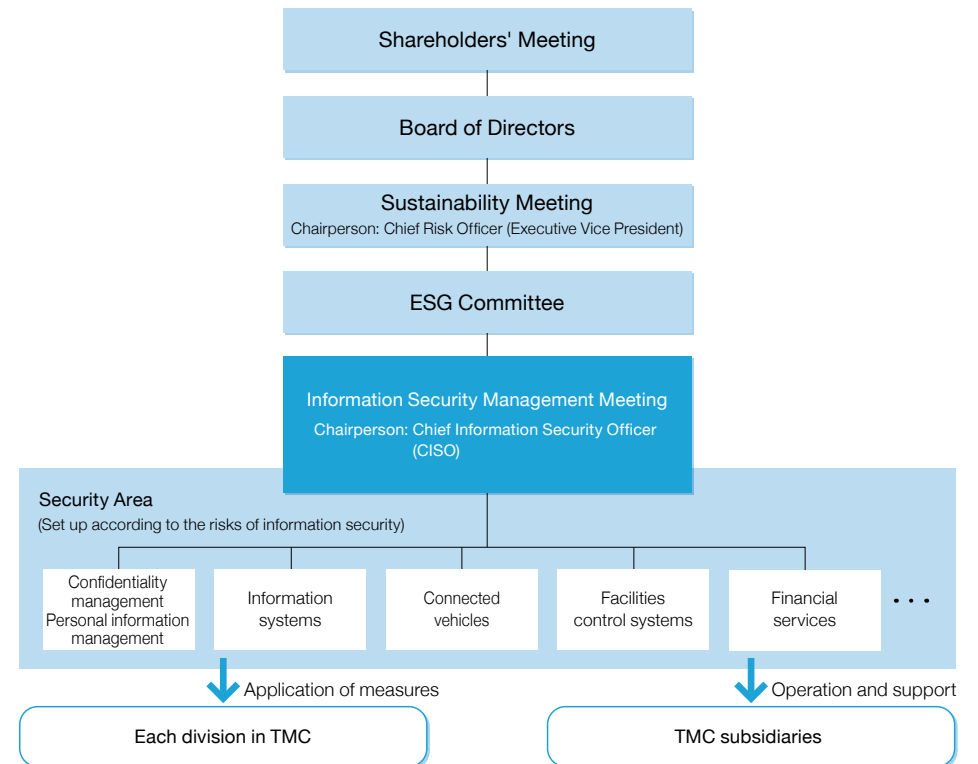 Shareholders' Meeting
Board of Directors
Sustainability Meeting
Chairperson: Chief Risk Officer (Executive Vice President)
ESG Committee
Information Security Management Meeting
Chairperson: Chief Information Security Officer
(CISO)
Security Area
(Set up according to the risks of information security)
Confidentiality
management
Personal information
management
Information
systems
Connected
vehicles
Facilities
control systems
Financial
services
...
Application of measures
Operation and support
Each division in TMC
TMC subsidiaries